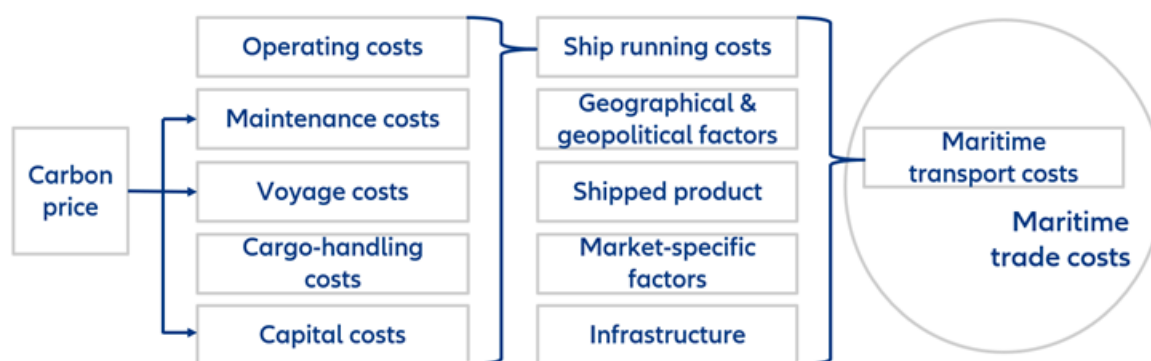 Carbon
price
Operating costs
Maintenance costs
Voyage costs
Cargo-handling
costs
Capital costs
Ship running costs
Geographical &
geopolitical factors
Shipped product
Market-specific
factors
Infrastructure
Maritime
transport costs
Maritime
trade costs